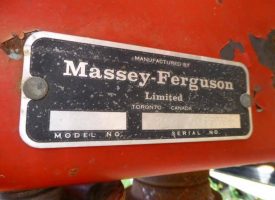 MANUFACTURED BY
Massey-Ferguson
Limited
TORONTO CANADA
MODEL NO. SERIAL NO.